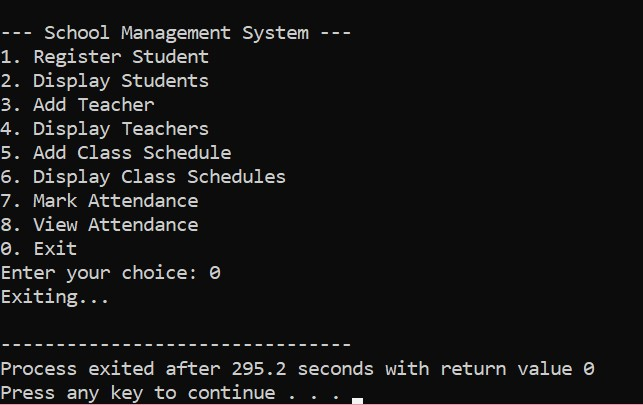 --- School Management System ---
1. Register Student
2. Display Students
3. Add Teacher
4. Display Teachers
5. Add Class Schedule
6. Display Class Schedules
7. Mark Attendance
8. View Attendance
0. Exit
Enter your choice: 0
Exiting...
--------------------------------
Process exited after 295.2 seconds with return value 0
Press any key to continue . . .